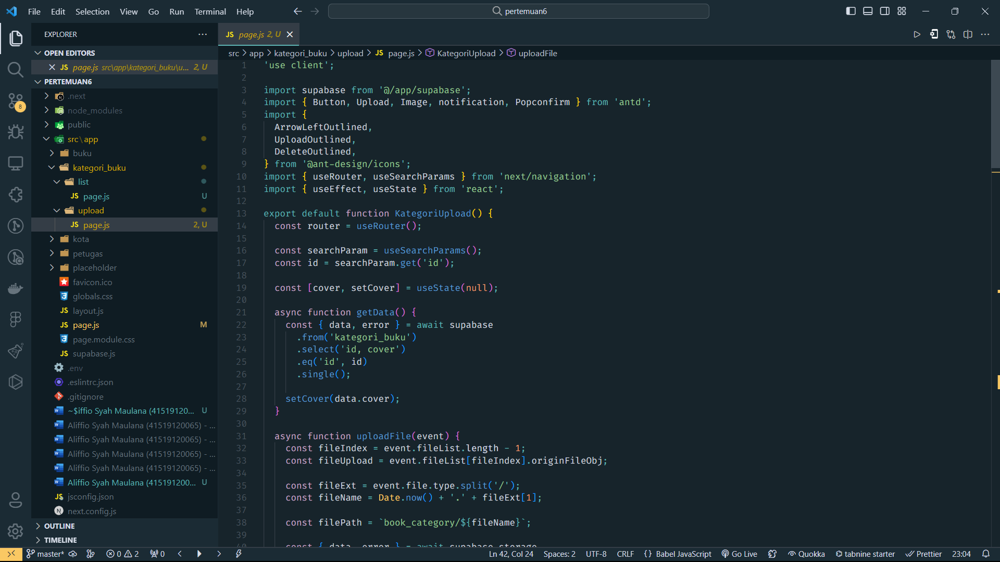 File Edit Selection View Go Run Terminal Help
pertemuan6
EXPLORER
OPEN EDITORS
JS page.js src\app\kategori_buku\u... 2, U
PERTEMUAN6
.next
node_modules
public
src\app
buku
kategori_buku
list
JS page.js U
upload
JS page.js 2, U
kota
petugas
placeholder
favicon.ico
globals.css
JS layout.js
JS page.js M
page.module.css
JS supabase.js
.env
.eslintrc.json
.gitignore
~$iffio Syah Maulana (41519120... U
Aliffio Syah Maulana (41519120065) - ...
Aliffio Syah Maulana (41519120065) - ...
Aliffio Syah Maulana (41519120065) - ...
Aliffio Syah Maulana (41519120065) - ...
Aliffio Syah Maulana (415191200... U
JS jsconfig.json
N next.config.js
OUTLINE
TIMELINE
8
JS page.js 2, U
src > app > kategori_buku > upload > JS page.js > KategoriUpload > uploadFile
1 'use client';
2
3 import supabase from '@/app/supabase';
4 import { Button, Upload, Image, notification, Popconfirm } from 'antd';
5 import {
6 ArrowLeftOutlined,
7 UploadOutlined,
8 DeleteOutlined,
9 } from '@ant-design/icons';
10 import { useRouter, useSearchParams } from 'next/navigation';
11 import { useEffect, useState } from 'react';
12
13 export default function KategoriUpload() {
14 const router = useRouter();
15
16 const searchParam = useSearchParams();
17 const id = searchParam.get('id');
18
19 const [cover, setCover] = useState(null);
20
21 async function getData() {
22 const { data, error } = await supabase
23 .from('kategori_buku')
24 .select('id, cover')
25 .eq('id', id)
26 .single();
27
28 setCover(data.cover);
29 }
30
31 async function uploadFile(event) {
32 const fileIndex = event.fileList.length - 1;
33 const fileUpload = event.fileList[fileIndex].originFileObj;
34
35 const fileExt = event.file.type.split('/');
36 const fileName = Date.now() + '.' + fileExt[1];
37
38 const filePath = `book_category/${fileName}`;
39
40 const { data, error } = await supabase.storage
master* 0 2 0 Ln 42, Col 24 Spaces: 2 UTF-8 CRLF {} Babel JavaScript Go Live Quokka tabnine starter Prettier 23:04